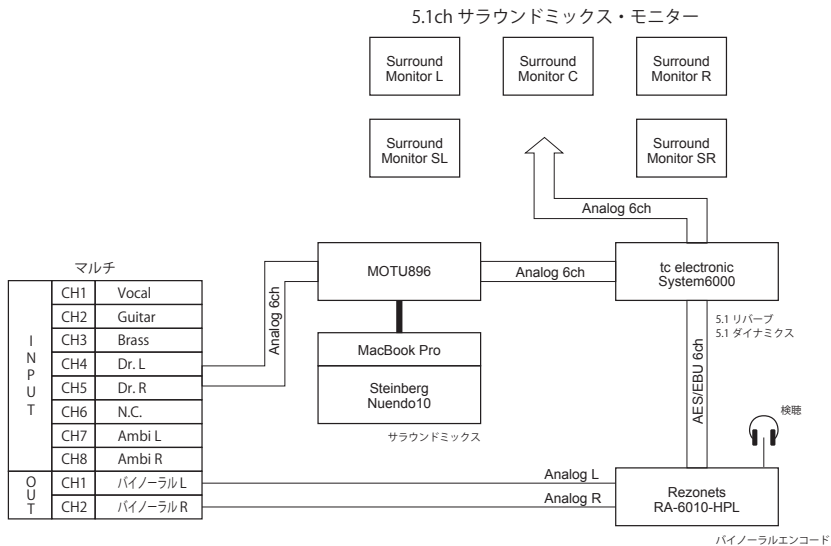 5.1ch サラウンドミックス・モニター
Surround
Monitor L
Surround
Monitor C
Surround
Monitor R
Surround
Monitor SL
Surround
Monitor SR
Analog 6ch
マルチ
INPUT
CH1 Vocal
CH2 Guitar
CH3 Brass
CH4 Dr. L
CH5 Dr. R
CH6 N.C.
CH7 Ambi L
CH8 Ambi R
OUT
CH1 バイノーラル L
CH2 バイノーラル R
Analog 6ch
MOTU896
Analog 6ch
tc electronic
System6000
5.1 リバーブ
5.1 ダイナミクス
MacBook Pro
Steinberg
Nuendo10
サラウンドミックス
AES/EBU 6ch
検聴
Analog L
Analog R
Rezonets
RA-6010-HPL
バイノーラルエンコード